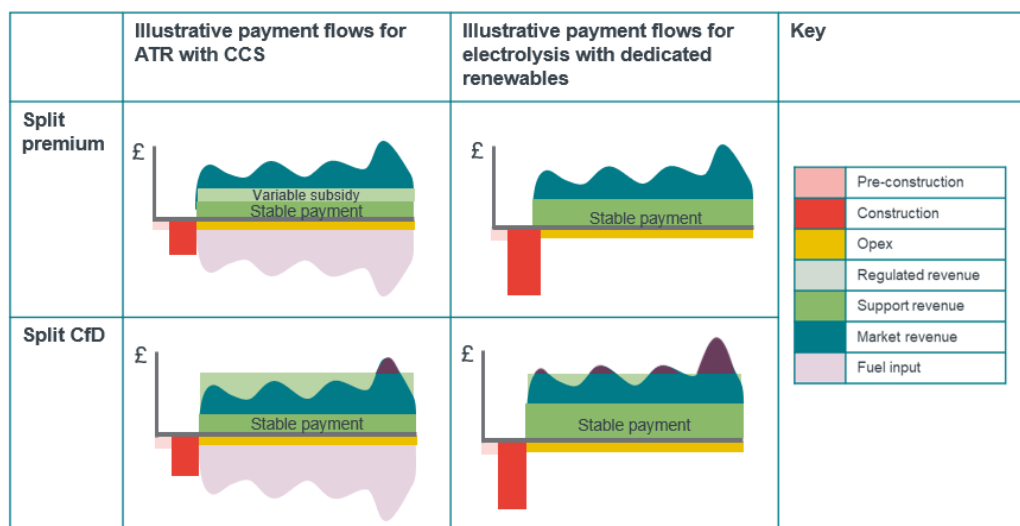 Illustrative payment flows for
ATR with CCS
Illustrative payment flows for
electrolysis with dedicated
renewables
Key
Split
premium
£
Variable subsidy
Stable payment
£
Stable payment
Pre-construction
Construction
Opex
Regulated revenue
Support revenue
Market revenue
Fuel input
Split CfD
£
Stable payment
£
Stable payment